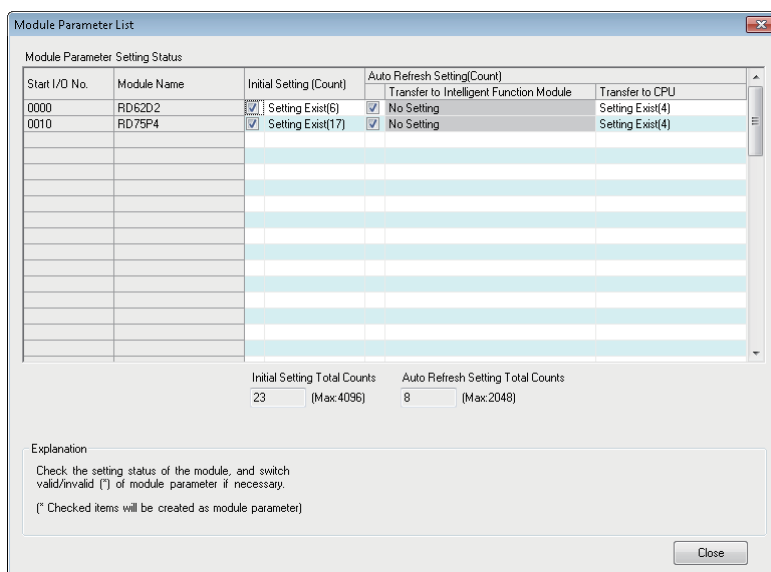 Module Parameter List
Module Parameter Setting Status
Start I/O No. Module Name Initial Setting (Count) Auto Refresh Setting(Count)
Transfer to Intelligent Function Module Transfer to CPU
0000 RD62D2 Setting Exist(6) No Setting Setting Exist(4)
0010 RD75P4 Setting Exist(17) No Setting Setting Exist(4)
Initial Setting Total Counts Auto Refresh Setting Total Counts
23 (Max:4096) 8 (Max:2048)
Explanation
Check the setting status of the module, and switch
valid/invalid (*) of module parameter if necessary.
(* Checked items will be created as module parameter)
Close